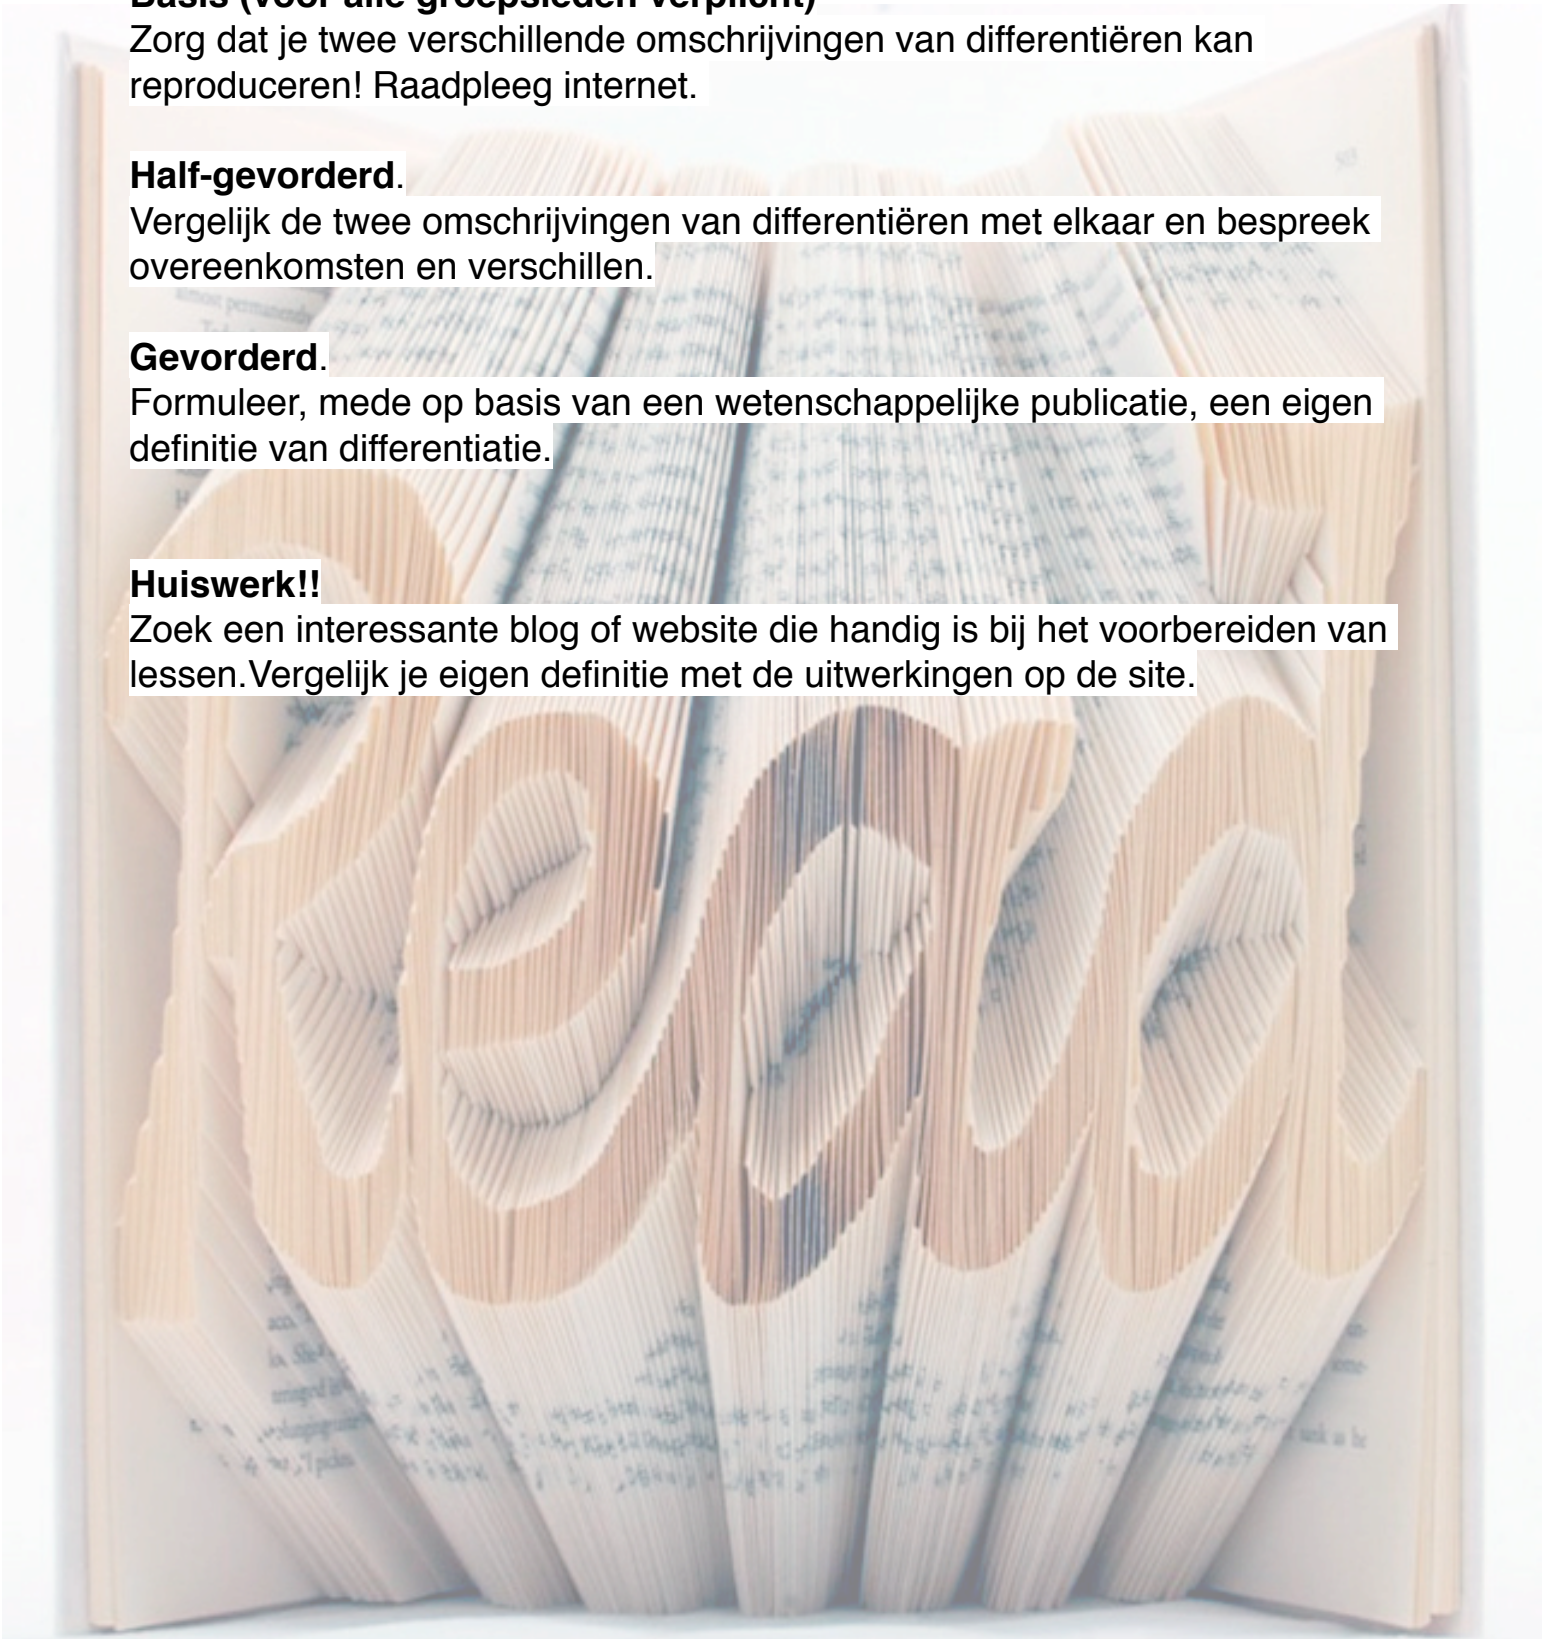 Basis (voor alle groepsleden verplicht)
Zorg dat je twee verschillende omschrijvingen van differentiëren kan
reproduceren! Raadpleeg internet.
Half-gevorderd.
Vergelijk de twee omschrijvingen van differentiëren met elkaar en bespreek
overeenkomsten en verschillen.
Gevorderd.
Formuleer, mede op basis van een wetenschappelijke publicatie, een eigen
definitie van differentiatie.
Huiswerk!!
Zoek een interessante blog of website die handig is bij het voorbereiden van
lessen.Vergelijk je eigen definitie met de uitwerkingen op de site.
Read